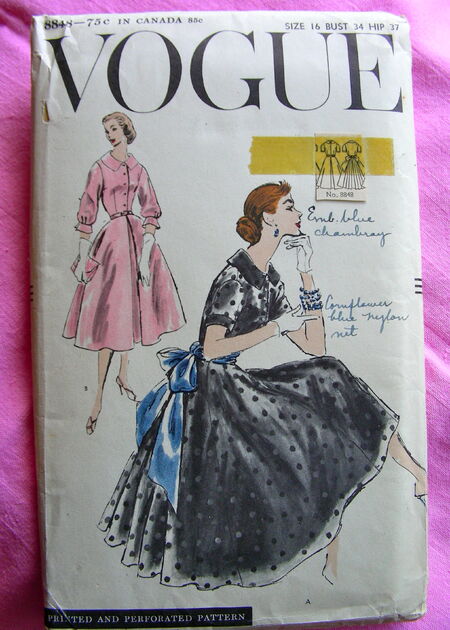 8848—75c IN CANADA 85c
SIZE 16 BUST 34 HIP 37
VOGUE
No. 8848
Emb. blue
chambray
Cornflower
blue nylon
net
B
A
PRINTED AND PERFORATED PATTERN